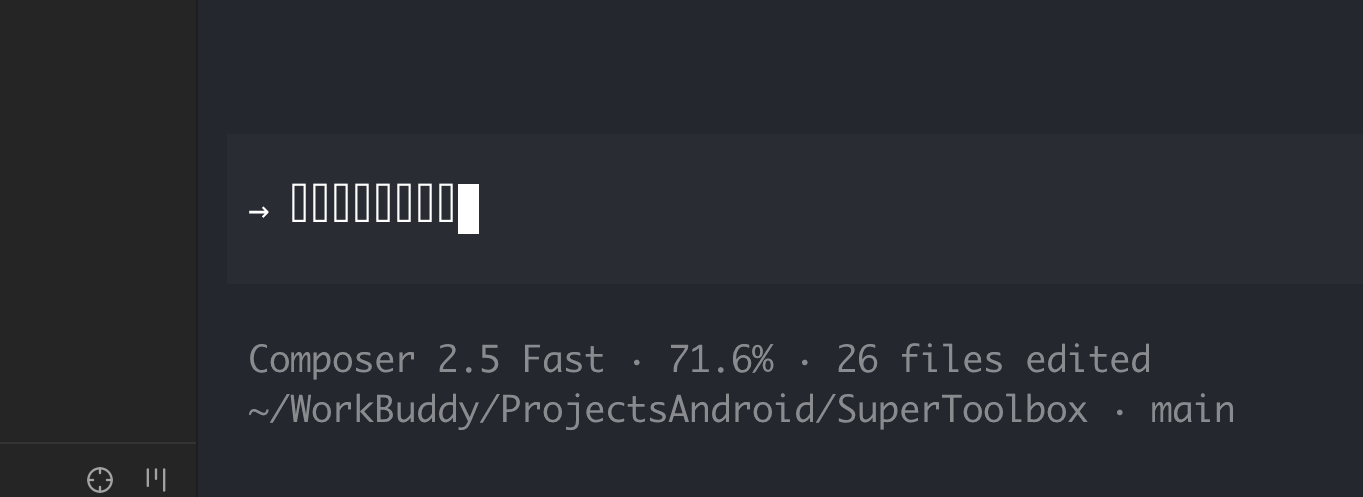 →
Composer 2.5 Fast · 71.6% · 26 files edited
~/WorkBuddy/ProjectsAndroid/SuperToolbox · main